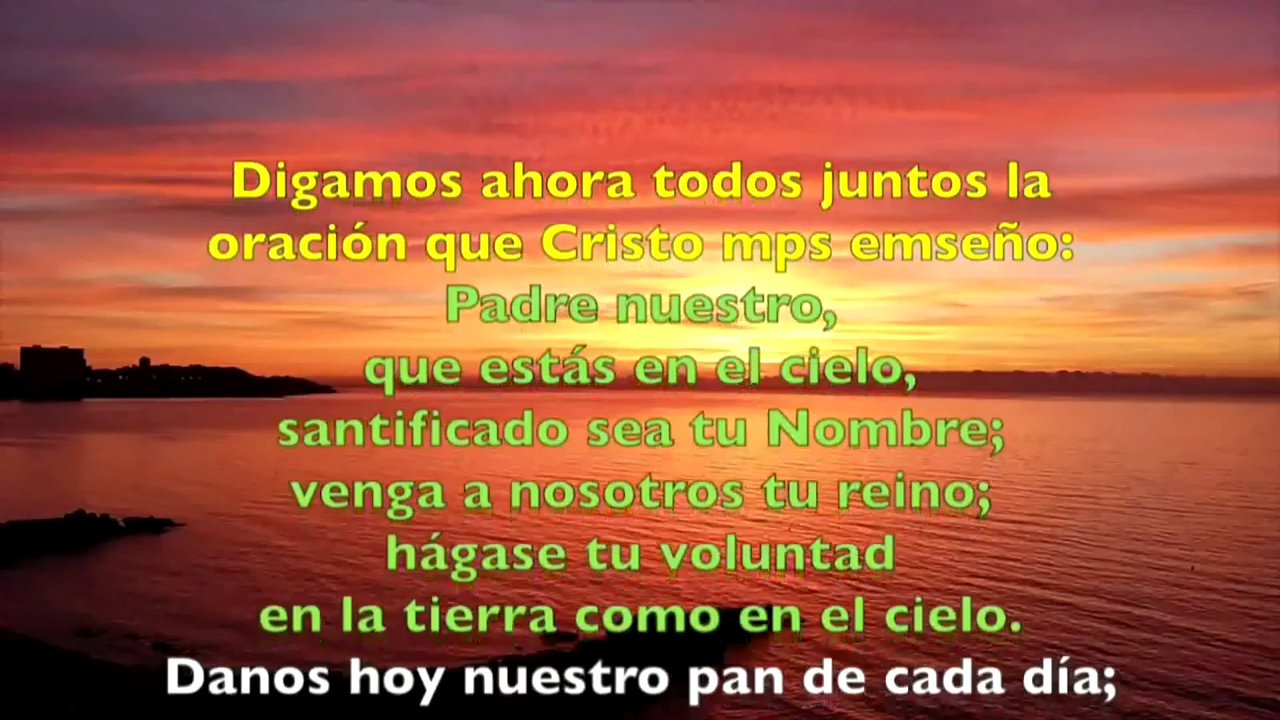 Digamos ahora todos juntos la
oración que Cristo mps emseño:
Padre nuestro,
que estás en el cielo,
santificado sea tu Nombre;
venga a nosotros tu reino;
hágase tu voluntad
en la tierra como en el cielo.
Danos hoy nuestro pan de cada día;